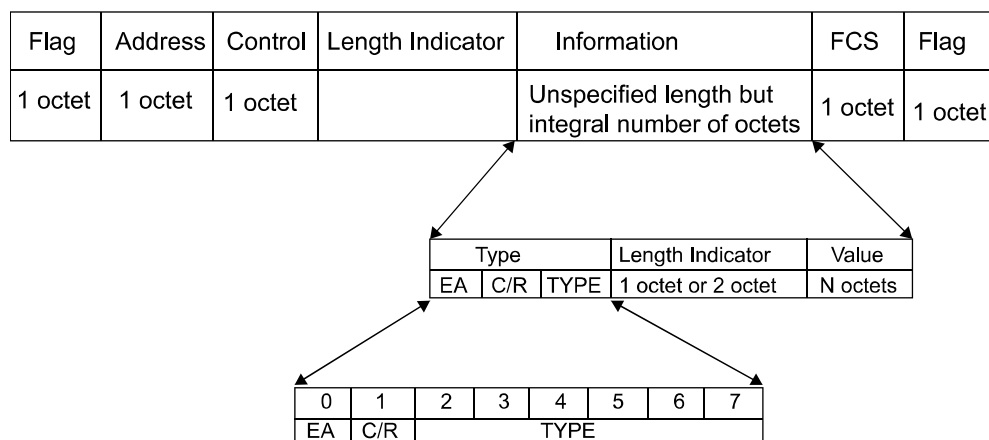 Flag Address Control Length Indicator Information FCS Flag
1 octet 1 octet 1 octet Unspecified length but integral number of octets 1 octet 1 octet
Type Length Indicator Value
EA C/R TYPE 1 octet or 2 octet N octets
0 1 2 3 4 5 6 7
EA C/R TYPE